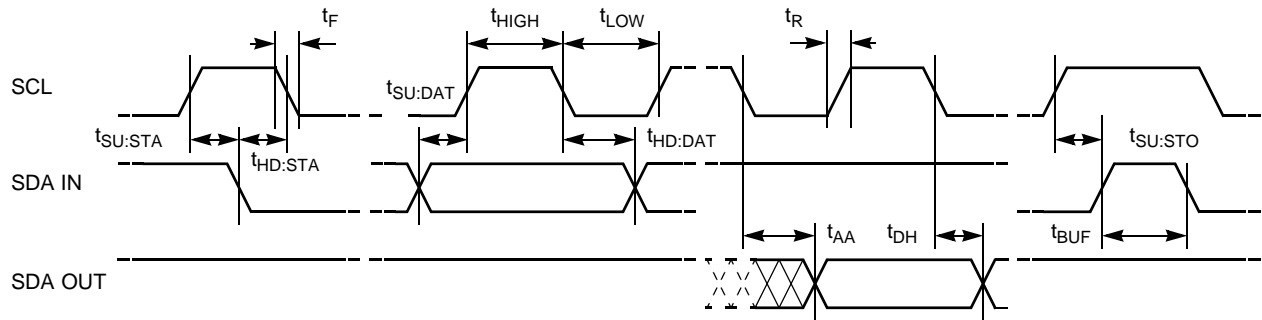 tF
tHIGH
tLOW
tR
SCL
tSU:DAT
tSU:STA
tHD:STA
tHD:DAT
tSU:STO
SDA IN
tAA
tDH
tBUF
SDA OUT